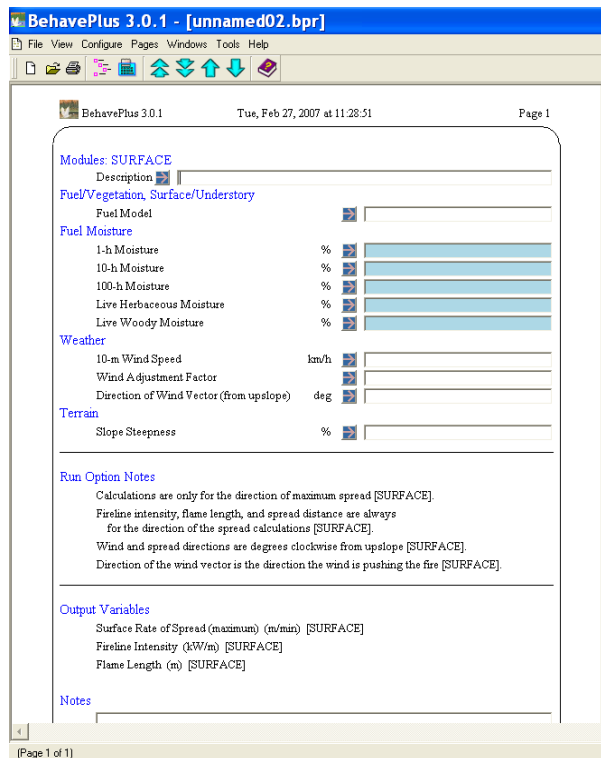 BehavePlus 3.0.1 - [unnamed02.bpr]
File View Configure Pages Windows Tools Help
BehavePlus 3.0.1 Tue, Feb 27, 2007 at 11:28:51 Page 1
Modules: SURFACE
Description
Fuel/Vegetation, Surface/Understory
Fuel Model
Fuel Moisture
1-h Moisture %
10-h Moisture %
100-h Moisture %
Live Herbaceous Moisture %
Live Woody Moisture %
Weather
10-m Wind Speed km/h
Wind Adjustment Factor
Direction of Wind Vector (from upslope) deg
Terrain
Slope Steepness %
Run Option Notes
Calculations are only for the direction of maximum spread [SURFACE].
Fireline intensity, flame length, and spread distance are always
for the direction of the spread calculations [SURFACE].
Wind and spread directions are degrees clockwise from upslope [SURFACE].
Direction of the wind vector is the direction the wind is pushing the fire [SURFACE].
Output Variables
Surface Rate of Spread (maximum) (m/min) [SURFACE]
Fireline Intensity (kW/m) [SURFACE]
Flame Length (m) [SURFACE]
Notes
(Page 1 of 1)